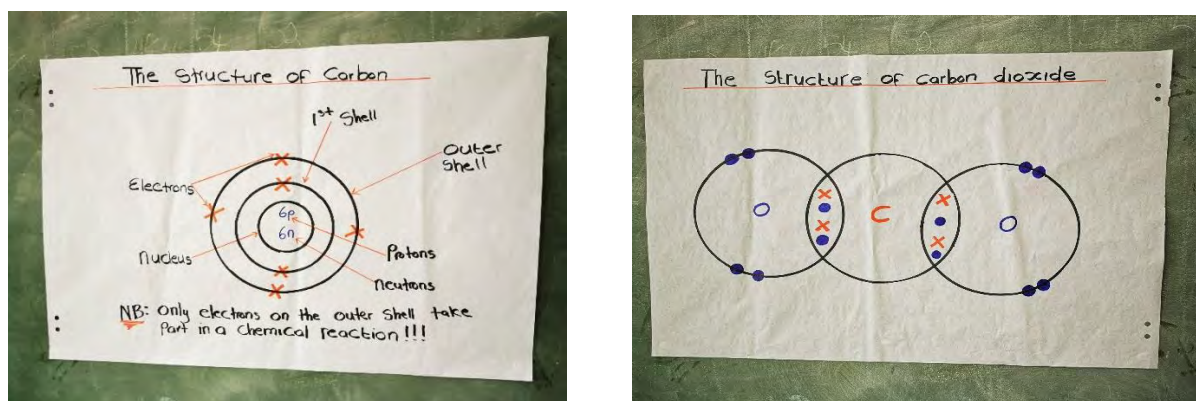 The Structure of Carbon
1st Shell
Outer
Shell
Electrons
6p
6n
Nucleus
Protons
neutrons
NB: Only electrons on the outer shell take
Part in a chemical reaction!!!
The Structure of Carbon dioxide
O
C
O